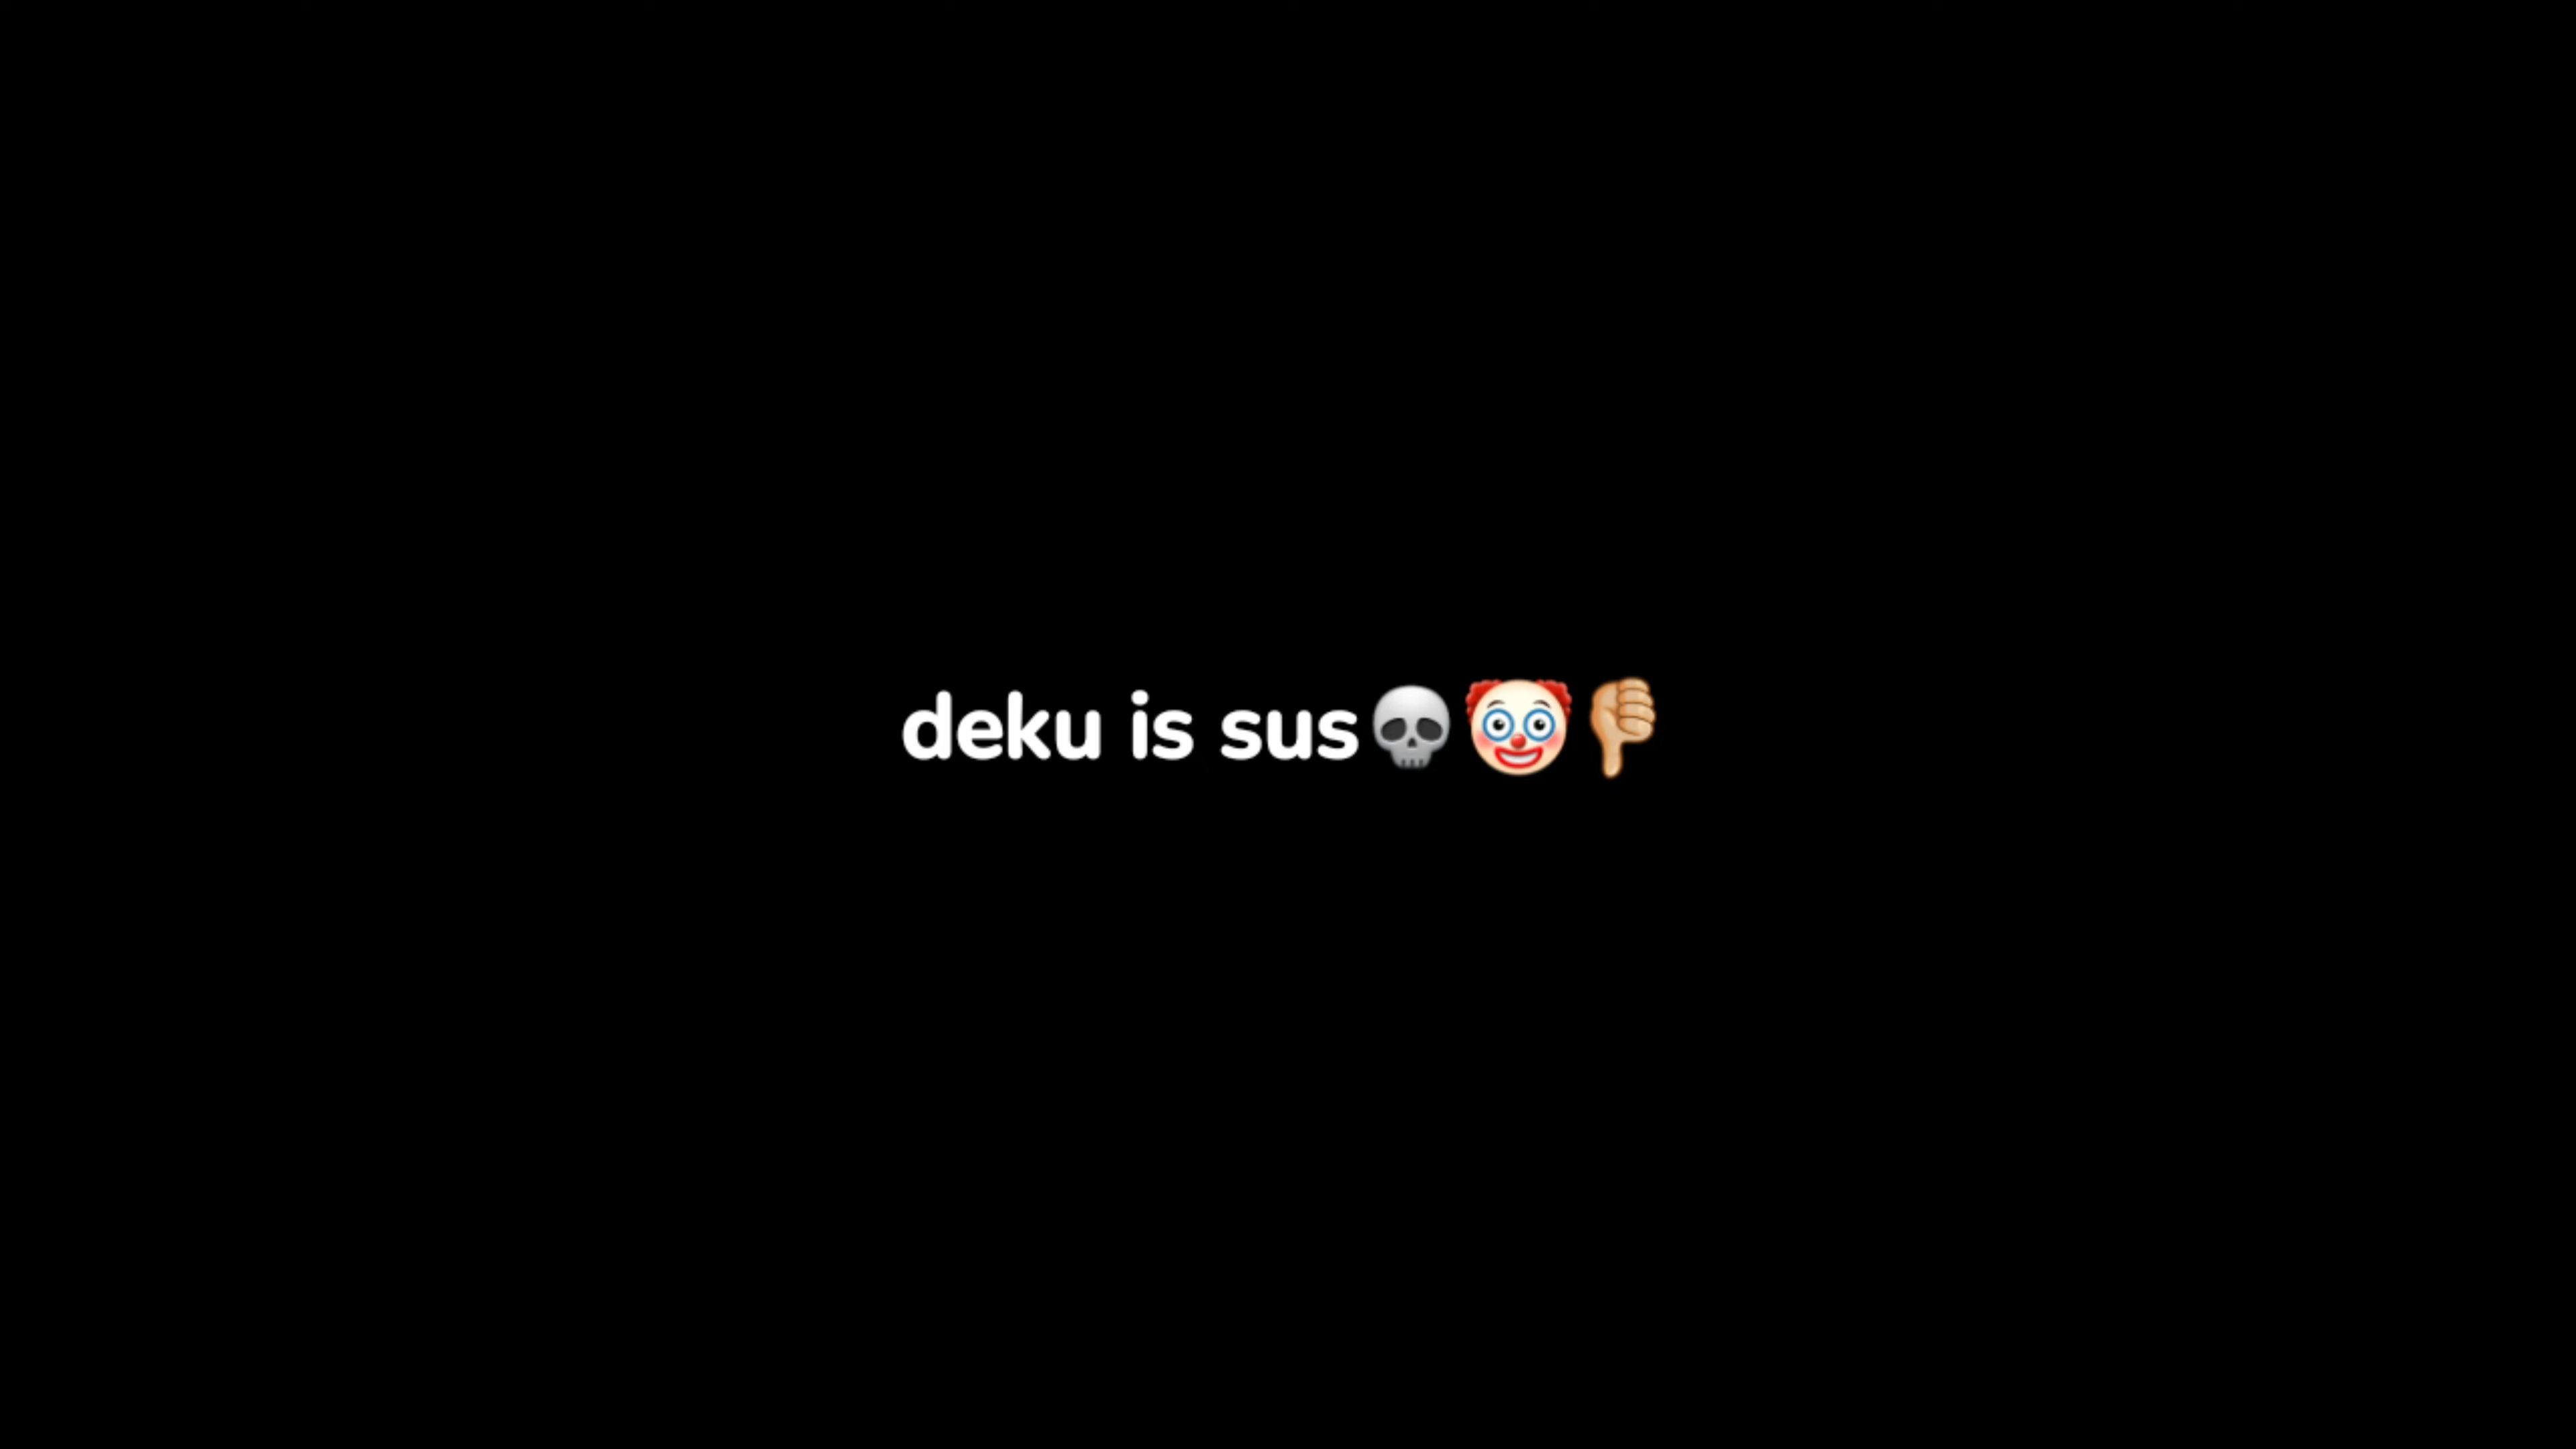 deku is sus💀🤡👎🏼